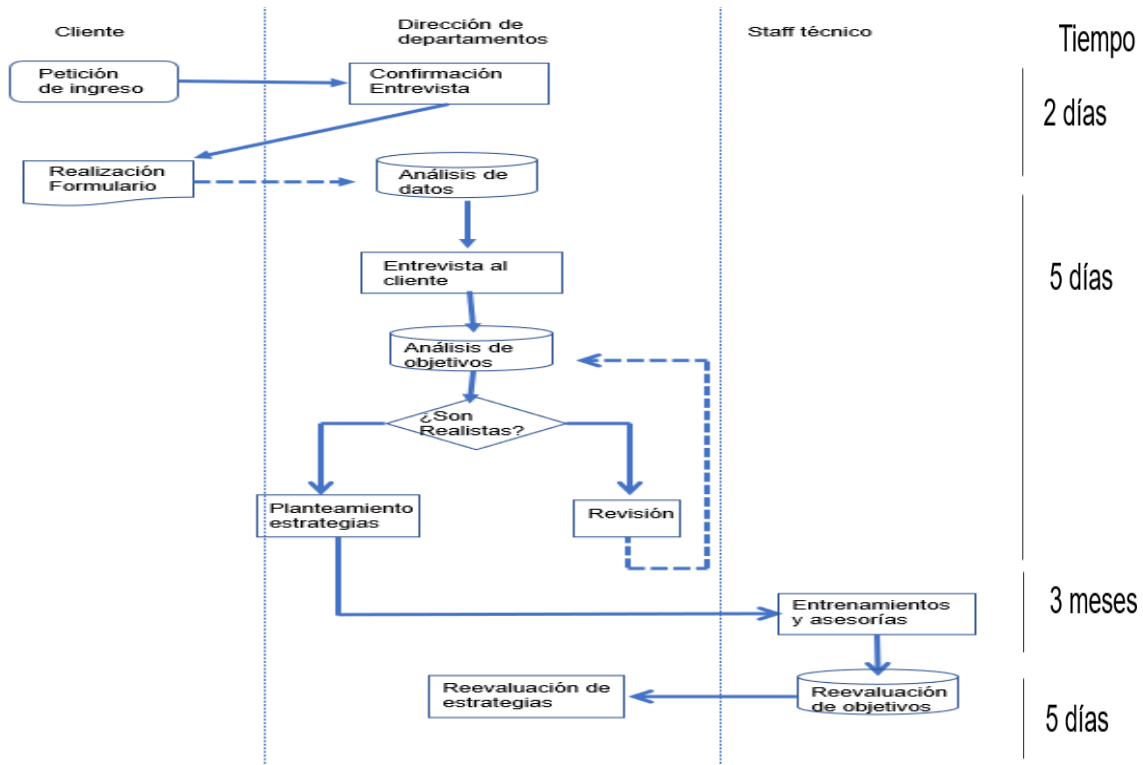 Cliente
Dirección de
departamentos
Staff técnico
Tiempo
Petición
de ingreso
Confirmación
Entrevista
2 días
Realización
Formulario
Análisis de
datos
Entrevista al
cliente
5 días
Análisis de
objetivos
¿Son
Realistas?
Planteamiento
estrategias
Revisión
Entrenamientos
y asesorías
3 meses
Reevaluación de
estrategias
Reevaluación
de objetivos
5 días